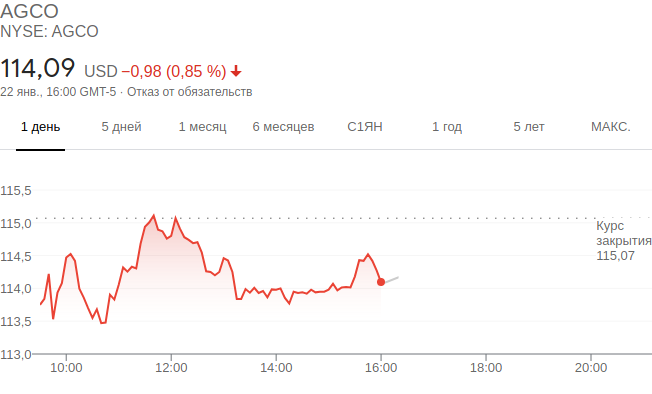 AGCO
NYSE: AGCO
114,09 USD −0,98 (0,85 %)
22 янв., 16:00 GMT-5 · Отказ от обязательств
1 день 5 дней 1 месяц 6 месяцев С1ЯН 1 год 5 лет МАКС.
115,5
115,0
Курс
закрытия
114,5
115,07
114,0
113,5
113,0
10:00 12:00 14:00 16:00 18:00 20:00